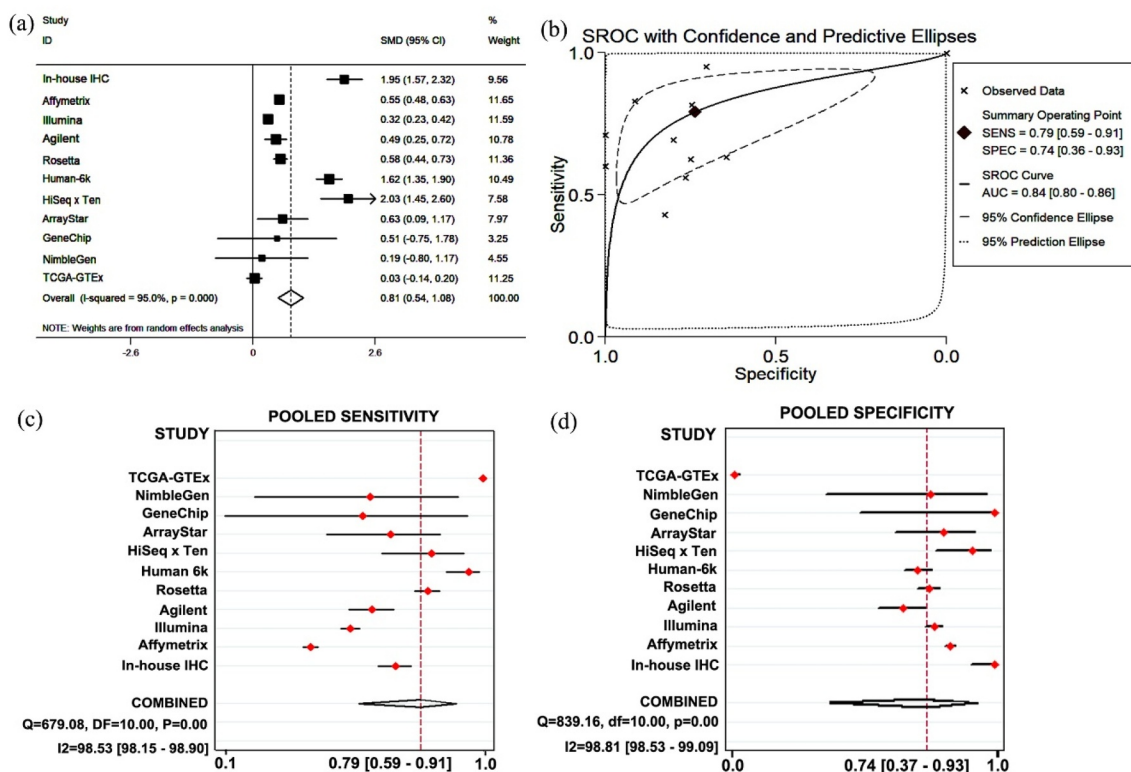 (a)
Study %
ID SMD (95% CI) Weight
In-house IHC 1.95 (1.57, 2.32) 9.56
Affymetrix 0.55 (0.48, 0.63) 11.65
Illumina 0.32 (0.23, 0.42) 11.59
Agilent 0.49 (0.25, 0.72) 10.78
Rosetta 0.58 (0.44, 0.73) 11.36
Human-6k 1.62 (1.35, 1.90) 10.49
HiSeq x Ten 2.03 (1.45, 2.60) 7.58
ArrayStar 0.63 (0.09, 1.17) 7.97
GeneChip 0.51 (-0.75, 1.78) 3.25
NimbleGen 0.19 (-0.80, 1.17) 4.55
TCGA-GTEx 0.03 (-0.14, 0.20) 11.25
Overall (I-squared = 95.0%, p = 0.000) 0.81 (0.54, 1.08) 100.00
NOTE: Weights are from random effects analysis
-2.6 0 2.6
(b)
SROC with Confidence and Predictive Ellipses
1.0
0.5
0.0
Sensitivity
1.0 0.5 0.0
Specificity
Observed Data
Summary Operating Point
SENS = 0.79 [0.59 - 0.91]
SPEC = 0.74 [0.36 - 0.93]
SROC Curve
AUC = 0.84 [0.80 - 0.86]
95% Confidence Ellipse
95% Prediction Ellipse
(c)
POOLED SENSITIVITY
STUDY
TCGA-GTEx
NimbleGen
GeneChip
ArrayStar
HiSeq x Ten
Human 6k
Rosetta
Agilent
Illumina
Affymetrix
In-house IHC
COMBINED
Q=679.08, DF=10.00, P=0.00
I2=98.53 [98.15 - 98.90]
0.1 0.79 [0.59 - 0.91] 1.0
(d)
POOLED SPECIFICITY
STUDY
TCGA-GTEx
NimbleGen
GeneChip
ArrayStar
HiSeq x Ten
Human-6k
Rosetta
Agilent
Illumina
Affymetrix
In-house IHC
COMBINED
Q=839.16, df=10.00, p=0.00
I2=98.81 [98.53 - 99.09]
0.0 0.74 [0.37 - 0.93] 1.0